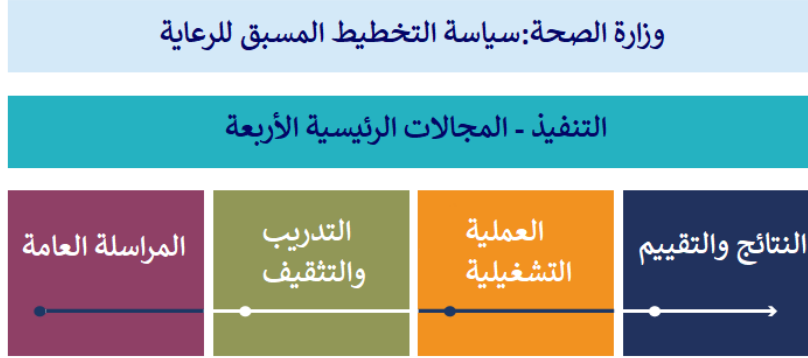 وزارة الصحة:سياسة التخطيط المسبق للرعاية
التنفيذ - المجالات الرئيسية الأربعة
النتائج والتقييم
العملية
التشغيلية
التدريب
والتثقيف
المراسلة العامة